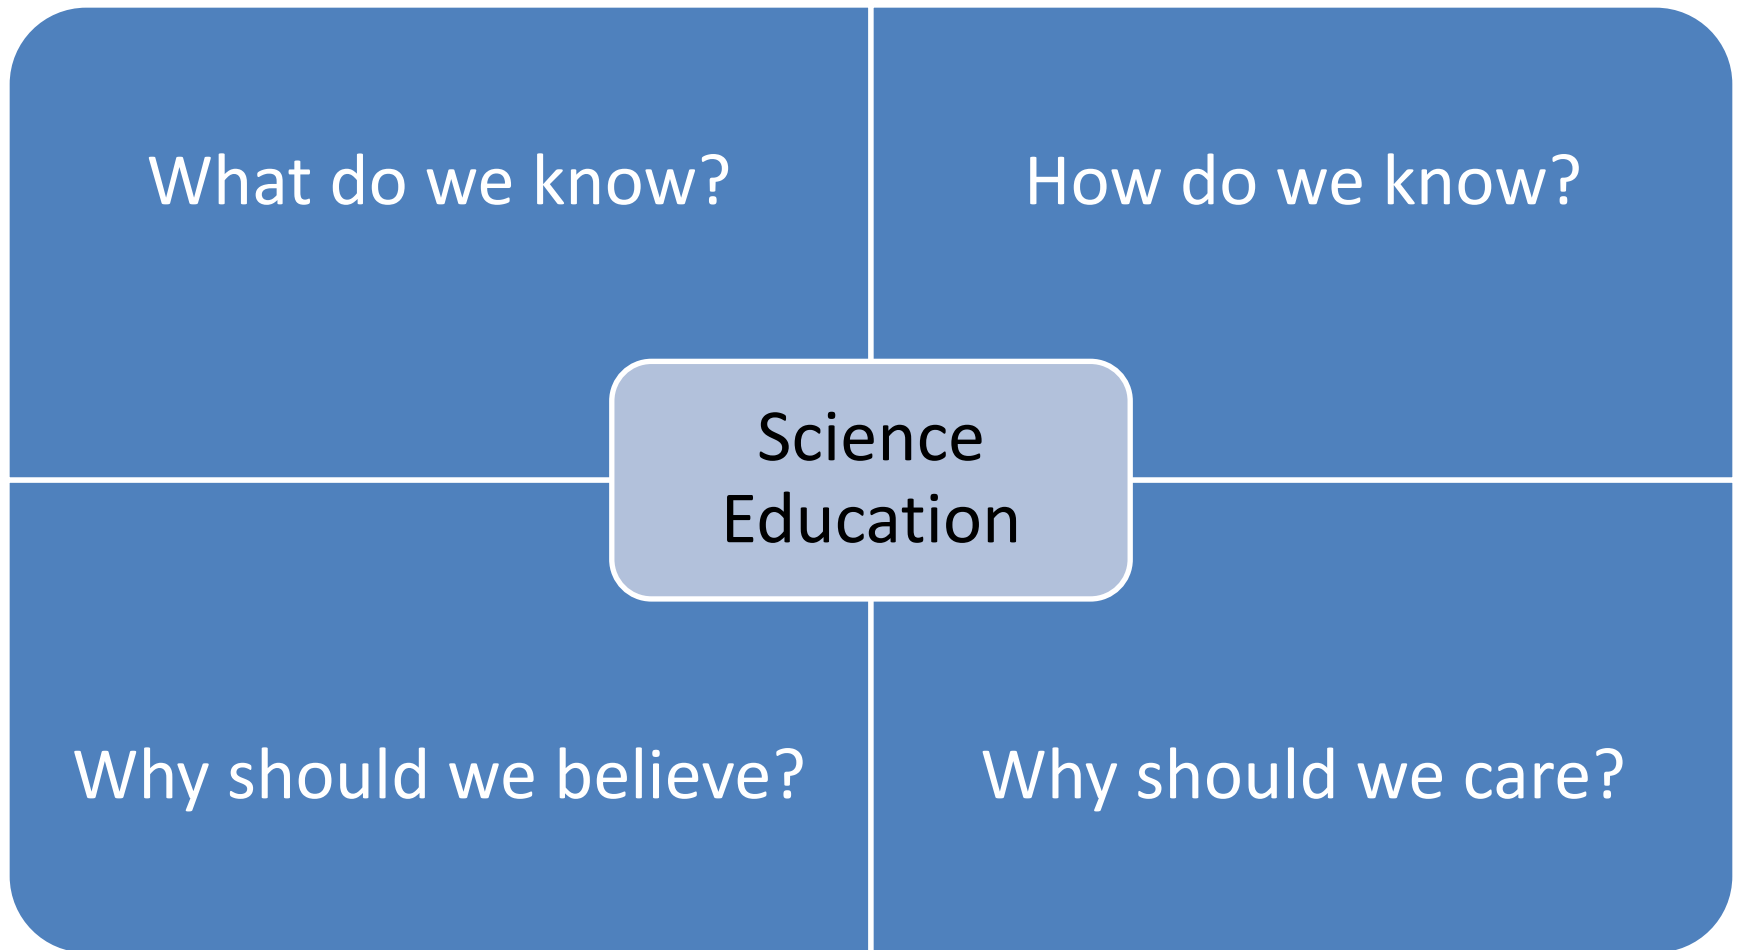 What do we know?
How do we know?
Science
Education
Why should we believe?
Why should we care?